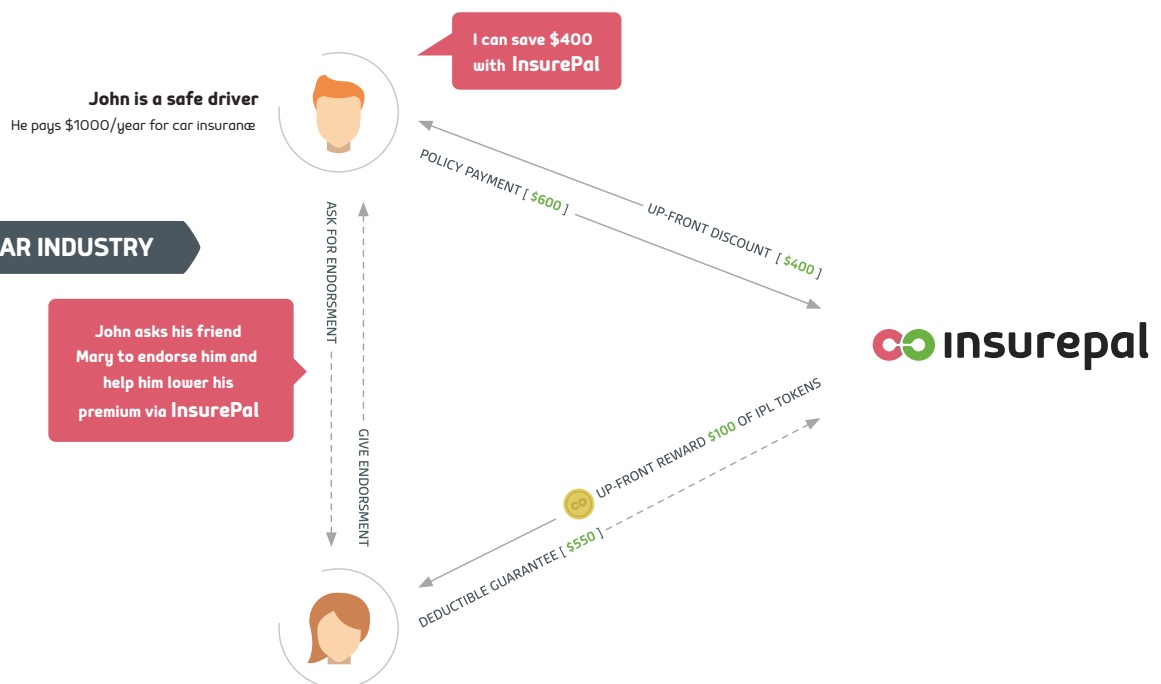 I can save $400
with InsurePal
John is a safe driver
He pays $1000/year for car insurance
POLICY PAYMENT [ $600 ]
UP-FRONT DISCOUNT [ $400 ]
ASK FOR ENDORSMENT
AR INDUSTRY
John asks his friend
Mary to endorse him and
help him lower his
premium via InsurePal
insurepal
GIVE ENDORSMENT
UP-FRONT REWARD $100 OF IPL TOKENS
DEDUCTIBLE GUARANTEE [ $550 ]